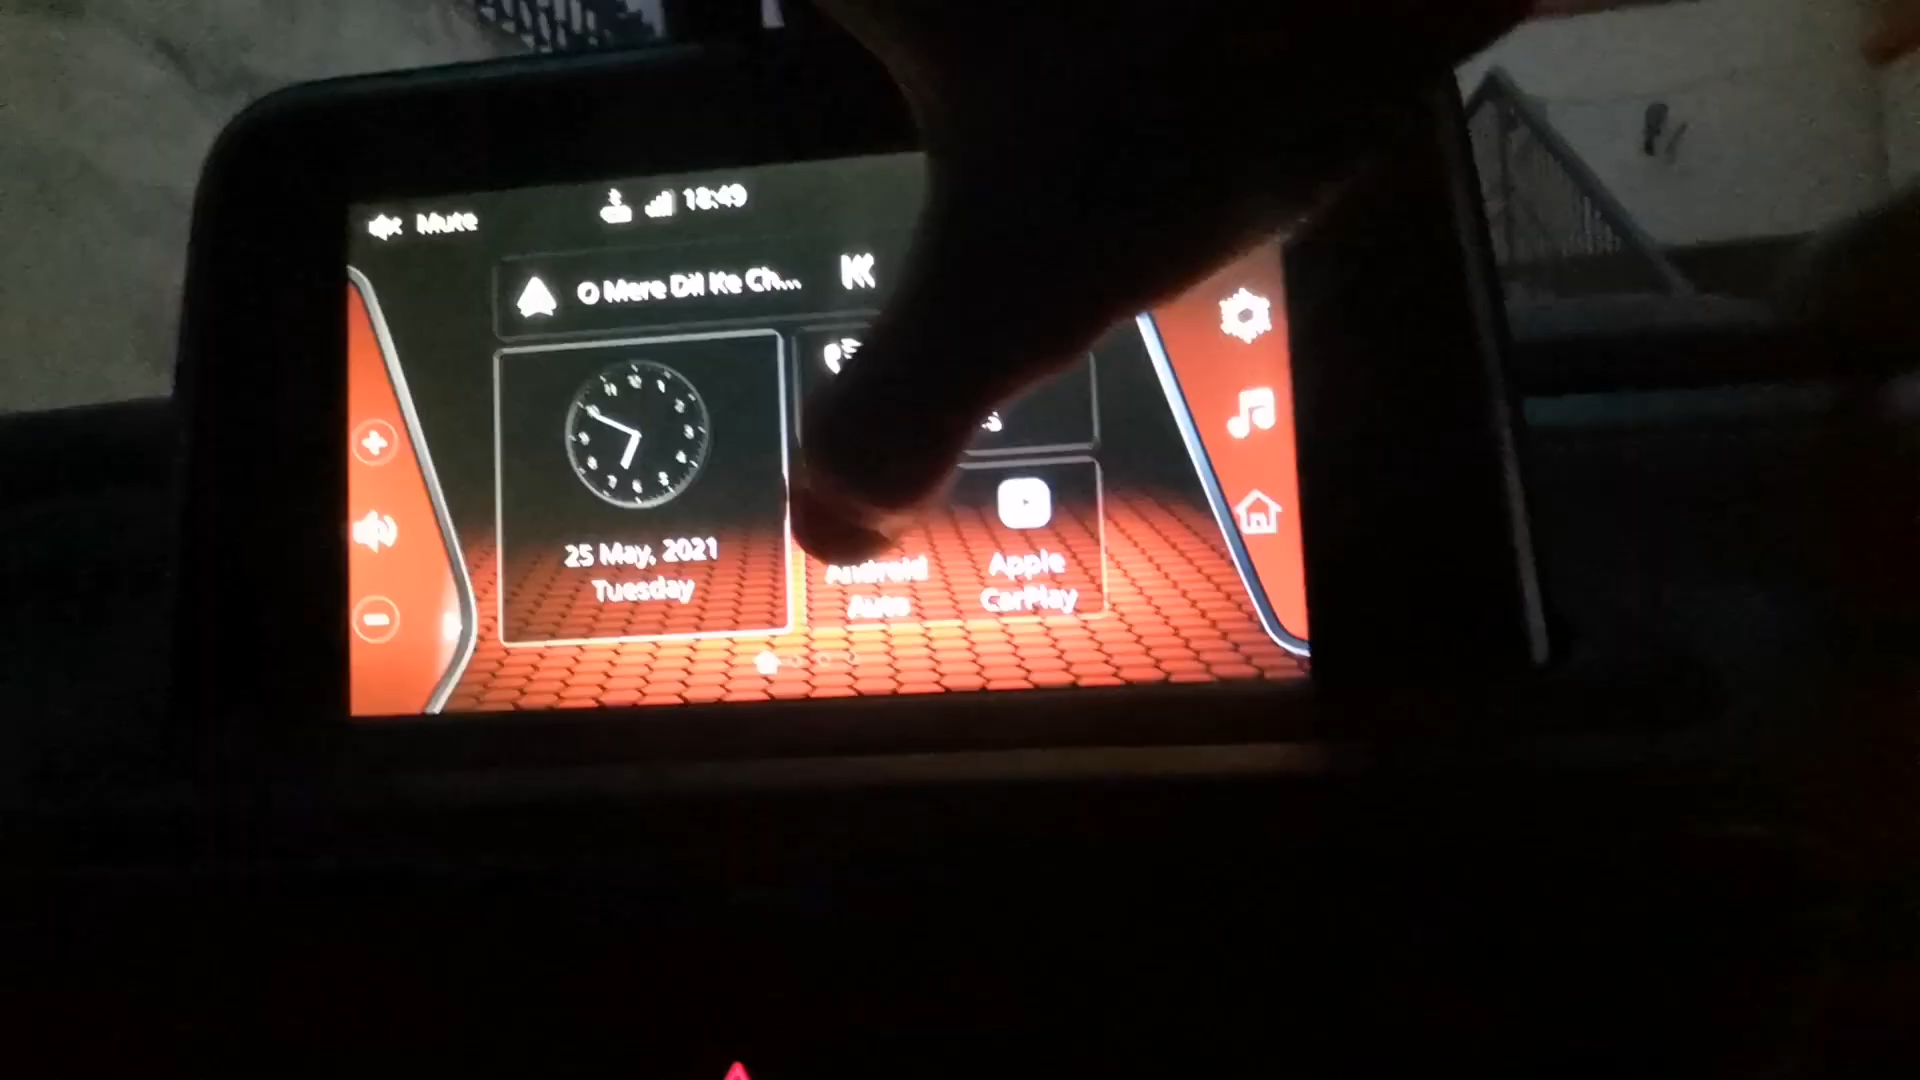 Mute
18:49
O Mere Dil Ke Ch...
25 May, 2021
Tuesday
Android
Auto
Apple
CarPlay